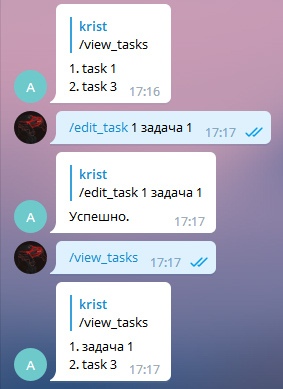 krist
/view_tasks
1. task 1
2. task 3 17:16
A
/edit_task 1 задача 1 17:17
krist
/edit_task 1 задача 1
Успешно. 17:17
A
/view_tasks 17:17
krist
/view_tasks
1. задача 1
2. task 3 17:17
A